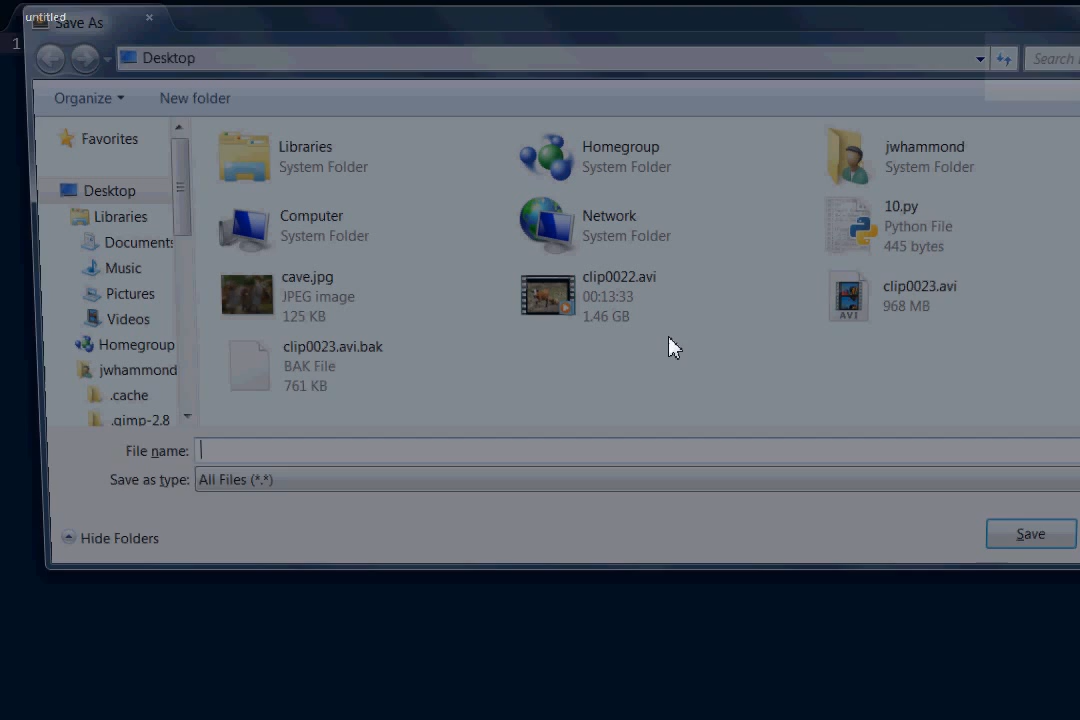 untitled
Save As
1
Desktop
Search
Organize
New folder
Favorites
Desktop
Libraries
Documents
Music
Pictures
Videos
Homegroup
jwhammond
.cache
.gimp-2.8
Libraries
System Folder
Homegroup
System Folder
jwhammond
System Folder
Computer
System Folder
Network
System Folder
10.py
Python File
445 bytes
cave.jpg
JPEG image
125 KB
clip0022.avi
00:13:33
1.46 GB
clip0023.avi
968 MB
AVI
clip0023.avi.bak
BAK File
761 KB
File name:
Save as type: All Files (*.*)
Hide Folders
Save